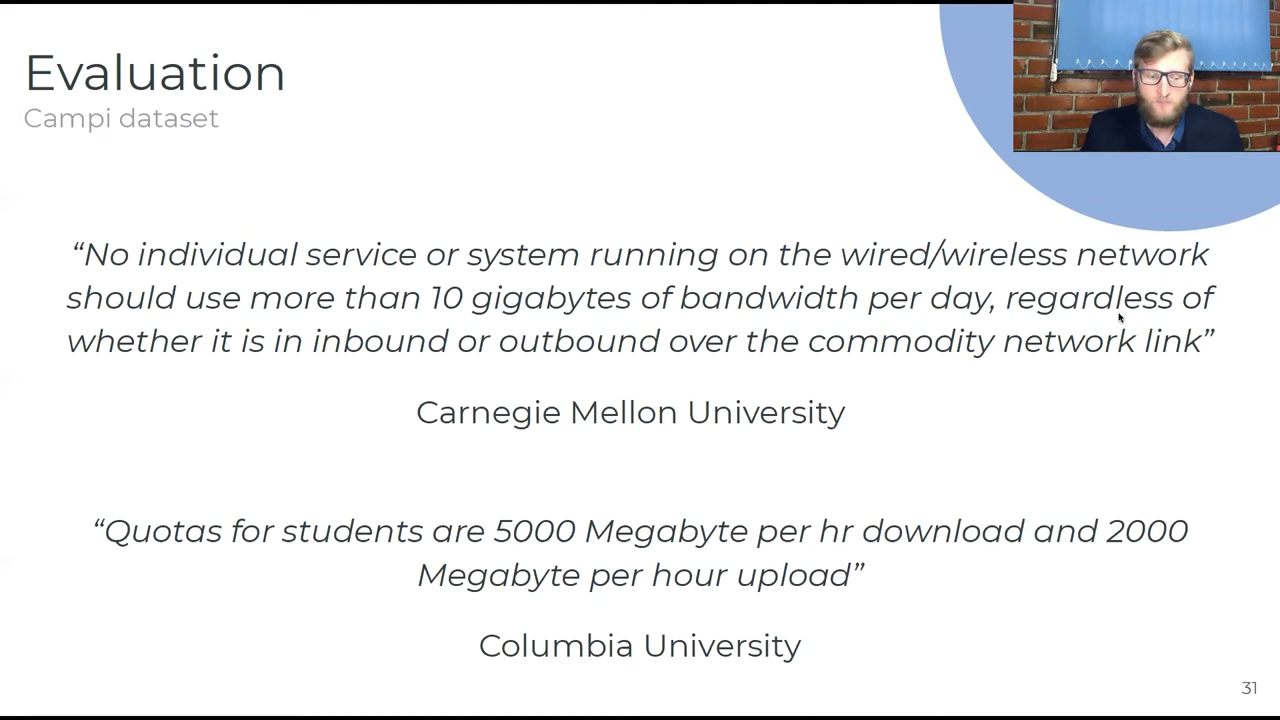 Evaluation
Campi dataset
“No individual service or system running on the wired/wireless network
should use more than 10 gigabytes of bandwidth per day, regardless of
whether it is in inbound or outbound over the commodity network link”
Carnegie Mellon University
“Quotas for students are 5000 Megabyte per hr download and 2000
Megabyte per hour upload”
Columbia University
31